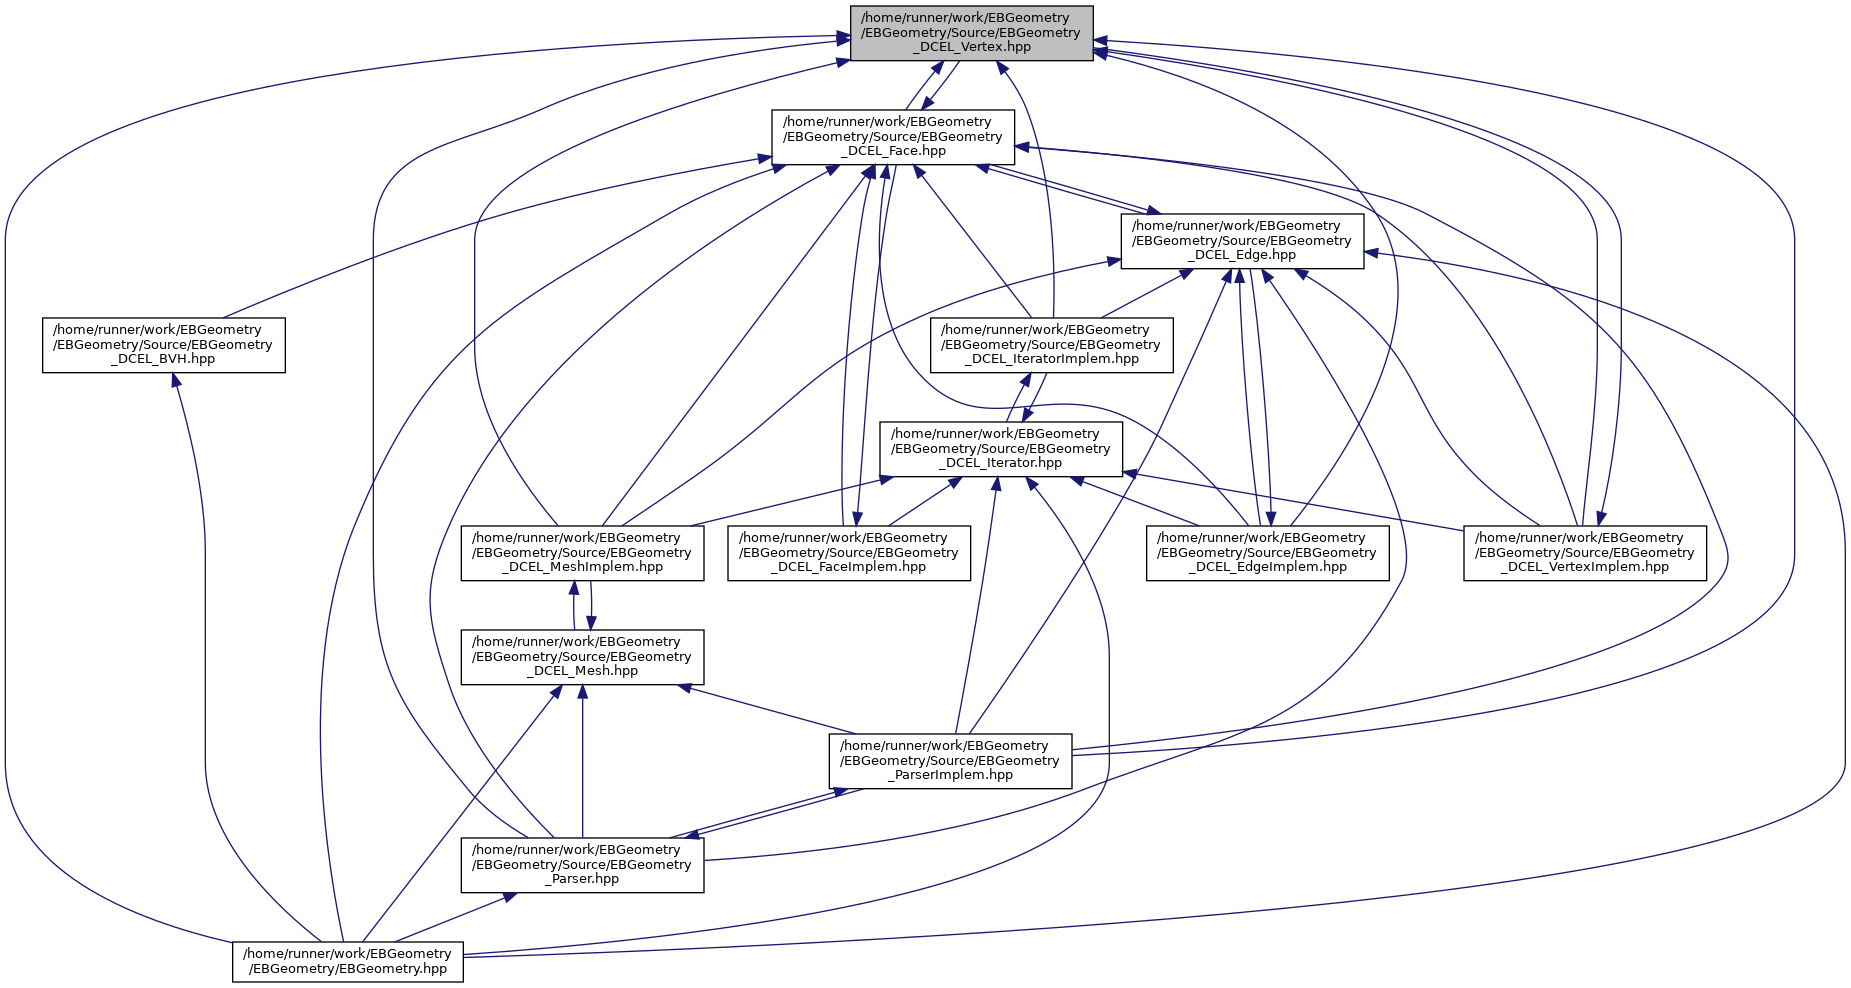 /home/runner/work/EBGeometry
/EBGeometry/Source/EBGeometry
_DCEL_Vertex.hpp
/home/runner/work/EBGeometry
/EBGeometry/Source/EBGeometry
_DCEL_Face.hpp
/home/runner/work/EBGeometry
/EBGeometry/Source/EBGeometry
_DCEL_Edge.hpp
/home/runner/work/EBGeometry
/EBGeometry/Source/EBGeometry
_DCEL_BVH.hpp
/home/runner/work/EBGeometry
/EBGeometry/Source/EBGeometry
_DCEL_IteratorImplem.hpp
/home/runner/work/EBGeometry
/EBGeometry/Source/EBGeometry
_DCEL_Iterator.hpp
/home/runner/work/EBGeometry
/EBGeometry/Source/EBGeometry
_DCEL_MeshImplem.hpp
/home/runner/work/EBGeometry
/EBGeometry/Source/EBGeometry
_DCEL_FaceImplem.hpp
/home/runner/work/EBGeometry
/EBGeometry/Source/EBGeometry
_DCEL_EdgeImplem.hpp
/home/runner/work/EBGeometry
/EBGeometry/Source/EBGeometry
_DCEL_VertexImplem.hpp
/home/runner/work/EBGeometry
/EBGeometry/Source/EBGeometry
_DCEL_Mesh.hpp
/home/runner/work/EBGeometry
/EBGeometry/Source/EBGeometry
_ParserImplem.hpp
/home/runner/work/EBGeometry
/EBGeometry/Source/EBGeometry
_Parser.hpp
/home/runner/work/EBGeometry
/EBGeometry/EBGeometry.hpp